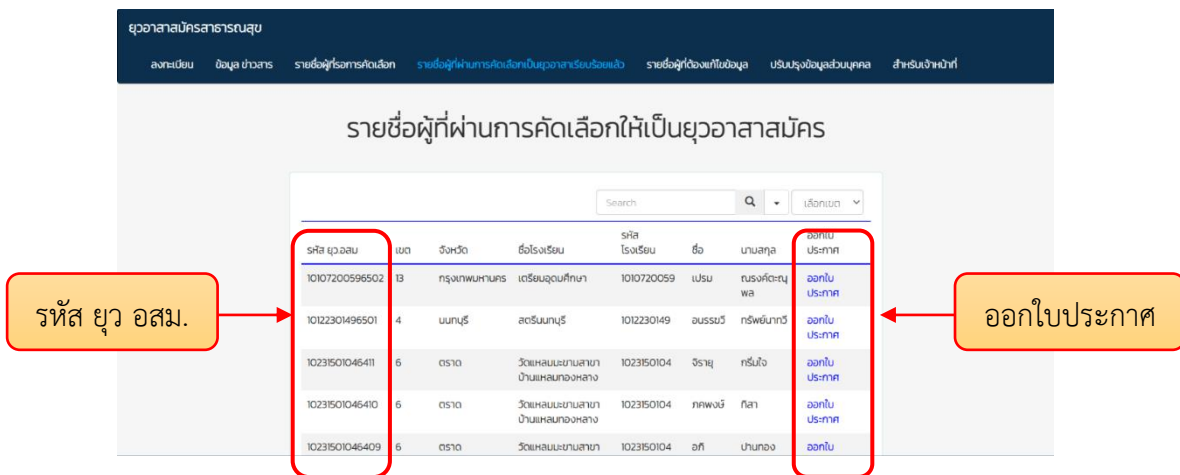 ยุวอาสาสมัครสาธารณสุข
ลงทะเบียน ข้อมูล ข่าวสาร รายชื่อผู้ที่รอการคัดเลือก รายชื่อผู้ที่ผ่านการคัดเลือกเป็นยุวอาสาเรียบร้อยแล้ว รายชื่อผู้ที่ต้องแก้ไขข้อมูล ปรับปรุงข้อมูลส่วนบุคคล สำหรับเจ้าหน้าที่
รายชื่อผู้ที่ผ่านการคัดเลือกให้เป็นยุวอาสาสมัคร
Search เลือกเขต
รหัส ยุว.อสม เขต จังหวัด ชื่อโรงเรียน รหัส โรงเรียน ชื่อ นามสกุล ออกใบ ประกาศ
10107200596502 13 กรุงเทพมหานคร เตรียมอุดมศึกษา 1010720059 เปรม ณรงค์ตะณุ ออกใบ
พล ประกาศ
10122301496501 4 นนทบุรี สตรีนนทบุรี 1012230149 อมรรวี ทรัพย์นาทวี ออกใบ
ประกาศ
10231501046411 6 ตราด วัดแหลมมะขามสาขา 1023150104 จิรายุ กริ่มใจ ออกใบ
บ้านแหลมทองหลาง ประกาศ
10231501046410 6 ตราด วัดแหลมมะขามสาขา 1023150104 ภคพงษ์ ทิลา ออกใบ
บ้านแหลมทองหลาง ประกาศ
10231501046409 6 ตราด วัดแหลมมะขามสาขา 1023150104 ปานทอง ออกใบ
รหัส ยุว อสม.
ออกใบประกาศ